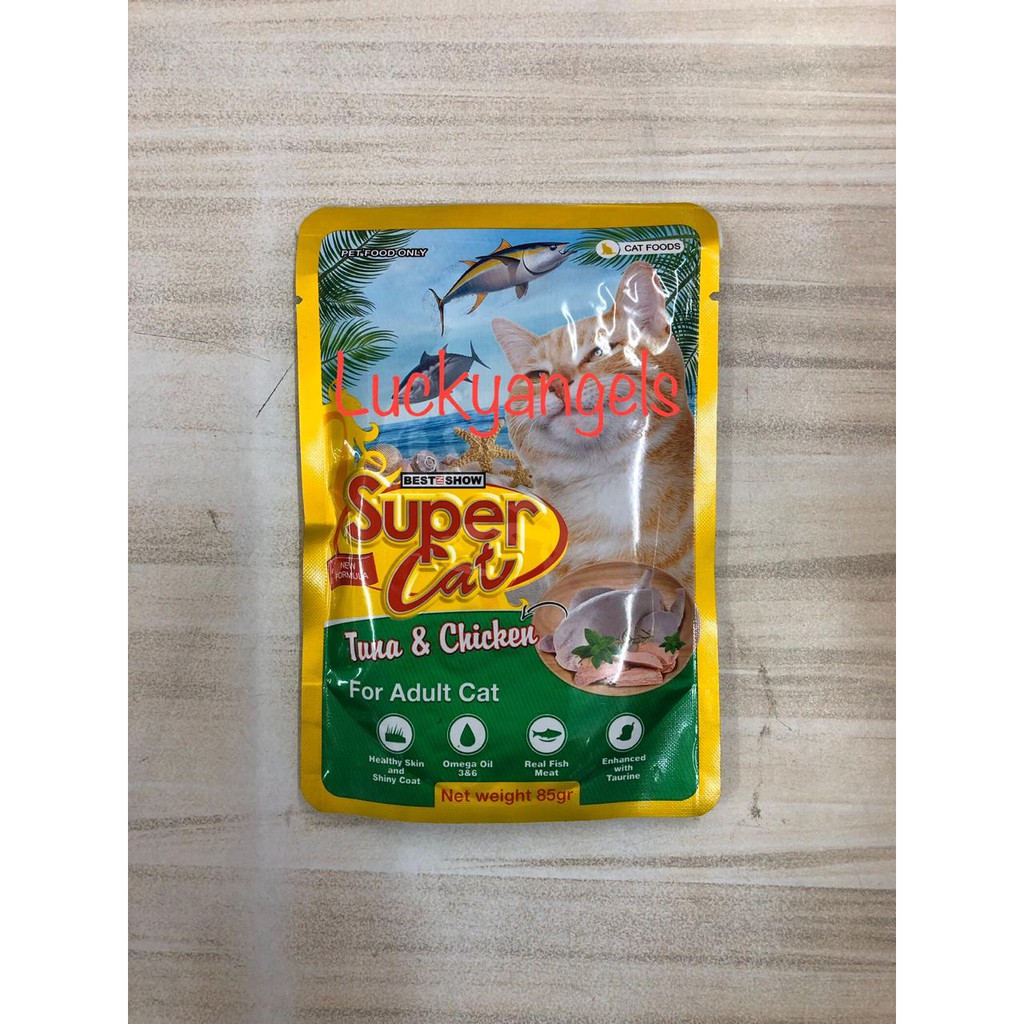 PET FOOD ONLY
CAT FOODS
Luckyangels
BEST IN SHOW
Super
Cat
NEW
FORMULA
Tuna & Chicken
For Adult Cat
Healthy Skin
and
Shiny Coat
Omega Oil
3&6
Real Fish
Meat
Enhanced
with
Taurine
Net weight 85gr